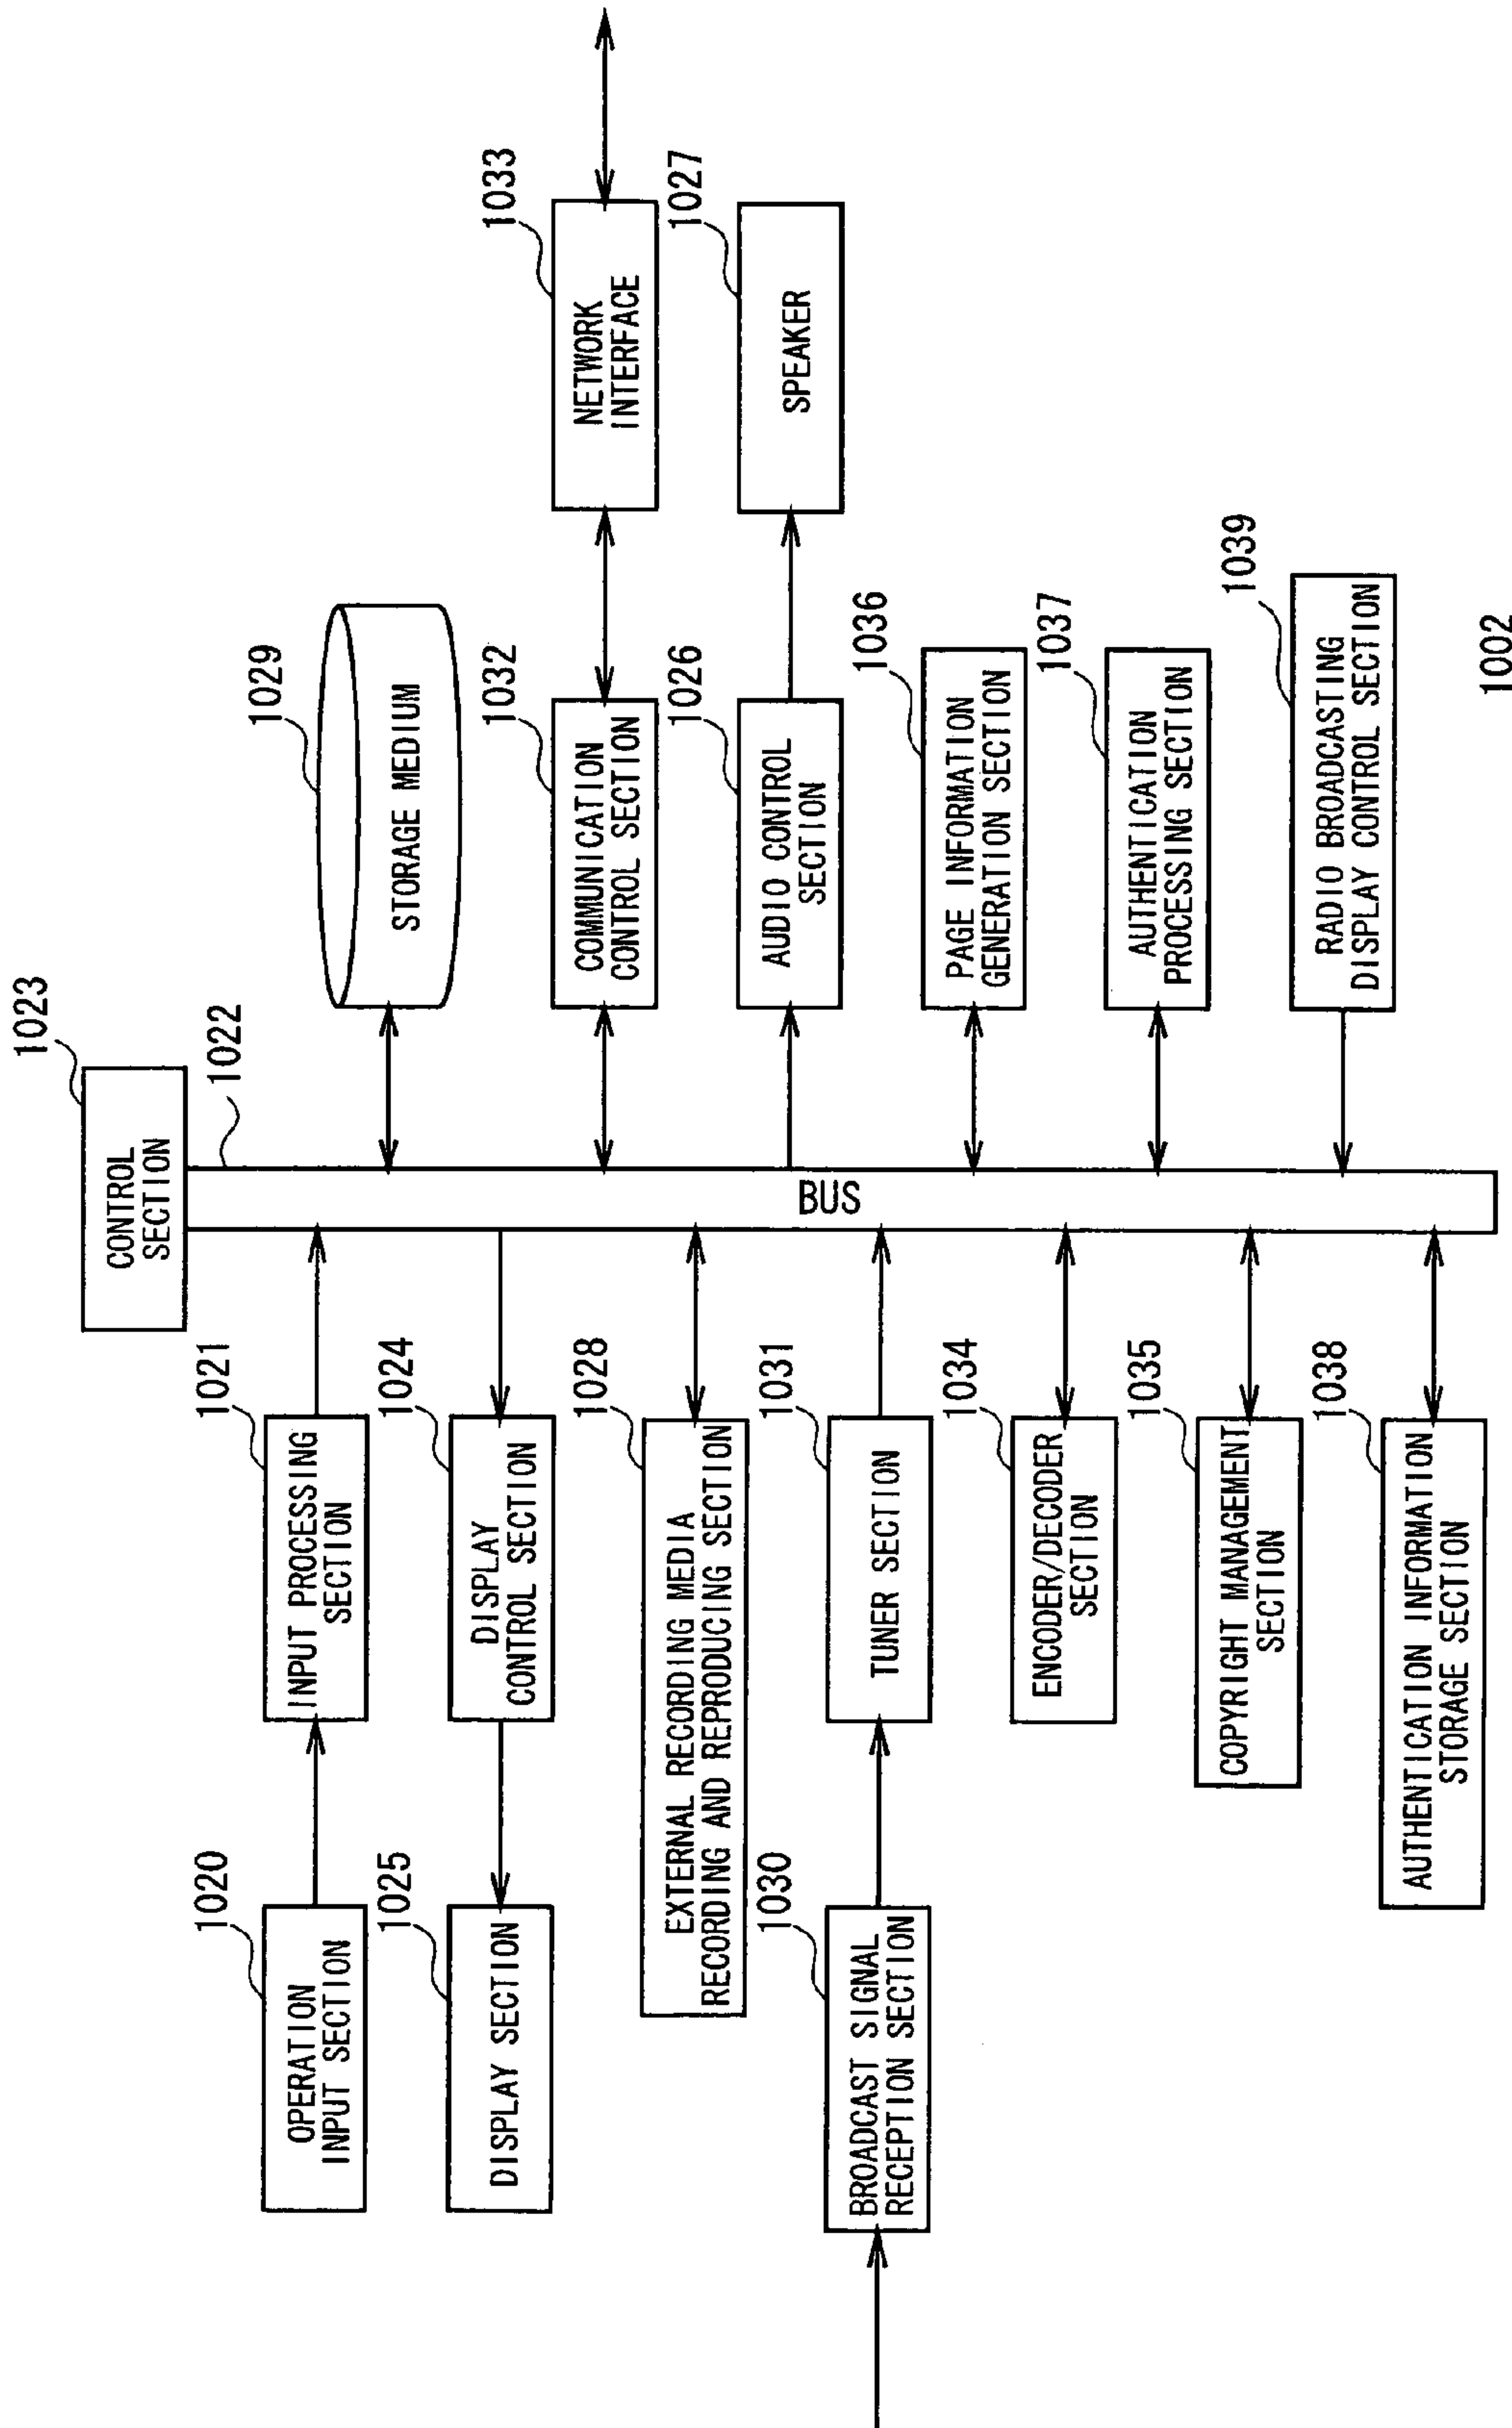 1023
CONTROL
SECTION
1022
BUS
1020
OPERATION
INPUT SECTION
1021
INPUT PROCESSING
SECTION
1029
STORAGE MEDIUM
1025
DISPLAY SECTION
1024
DISPLAY
CONTROL SECTION
1032
COMMUNICATION
CONTROL SECTION
1033
NETWORK
INTERFACE
1028
EXTERNAL RECORDING MEDIA
RECORDING AND REPRODUCING SECTION
1026
AUDIO CONTROL
SECTION
1027
SPEAKER
1030
BROADCAST SIGNAL
RECEPTION SECTION
1031
TUNER SECTION
1036
PAGE INFORMATION
GENERATION SECTION
1034
ENCODER/DECODER
SECTION
1037
AUTHENTICATION
PROCESSING SECTION
1035
COPYRIGHT MANAGEMENT
SECTION
1039
RADIO BROADCASTING
DISPLAY CONTROL SECTION
1038
AUTHENTICATION INFORMATION
STORAGE SECTION
1002